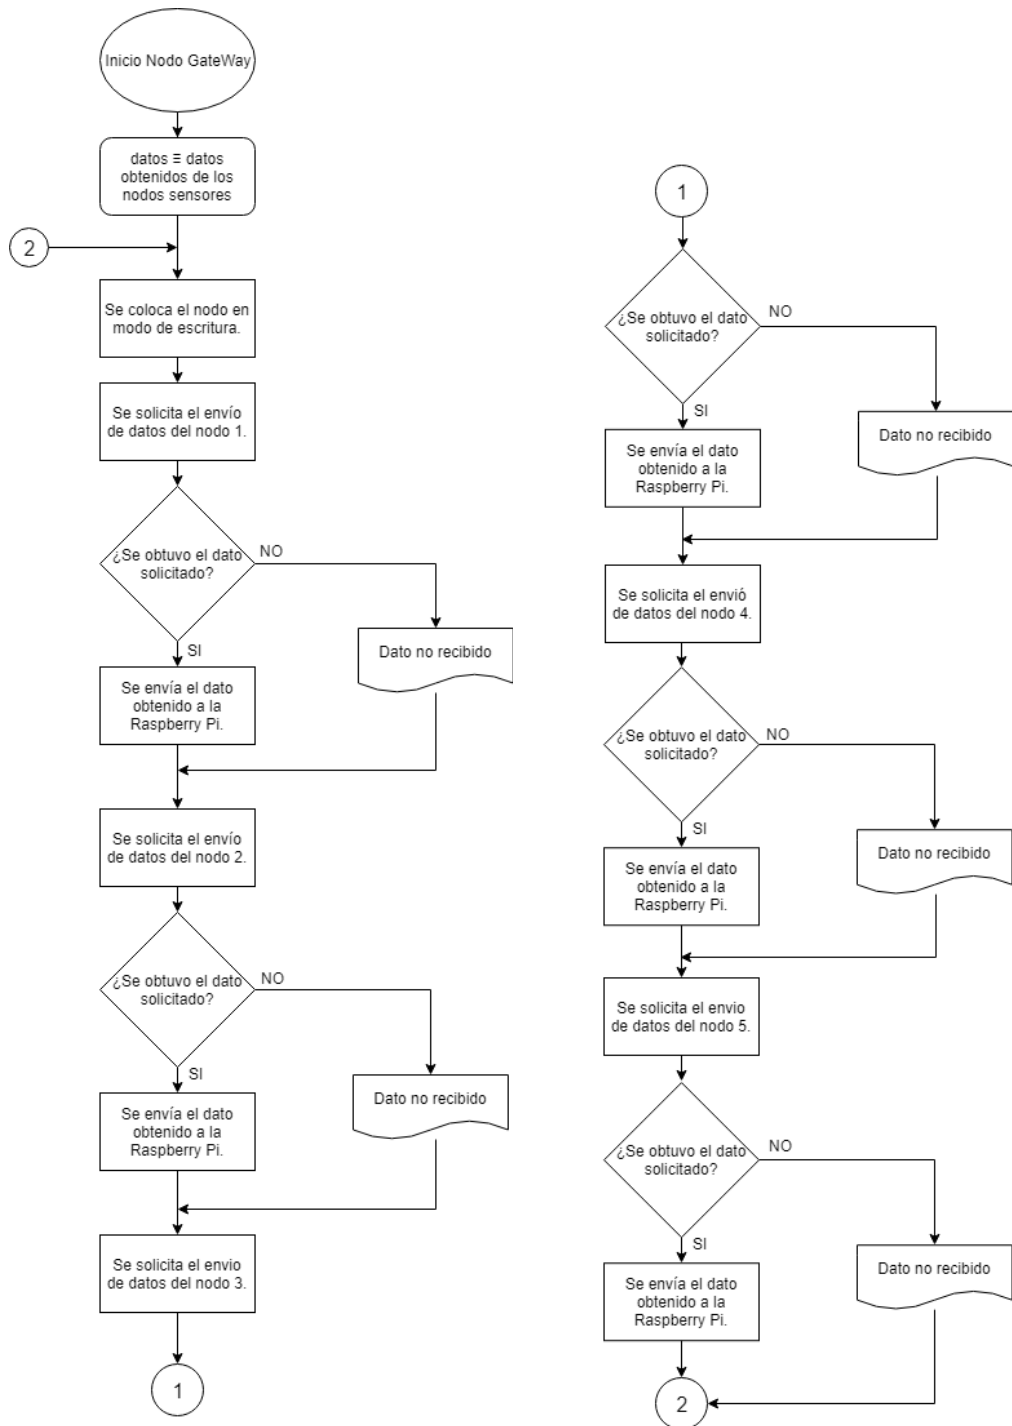 Inicio Nodo GateWay
datos ≡ datos
obtenidos de los
nodos sensores
2
Se coloca el nodo en
modo de escritura.
Se solicita el envío
de datos del nodo 1.
¿Se obtuvo el dato
solicitado?
NO
Dato no recibido
SI
Se envía el dato
obtenido a la
Raspberry Pi.
Se solicita el envío
de datos del nodo 2.
¿Se obtuvo el dato
solicitado?
NO
Dato no recibido
SI
Se envía el dato
obtenido a la
Raspberry Pi.
Se solicita el envio
de datos del nodo 3.
1
1
¿Se obtuvo el dato
solicitado?
NO
Dato no recibido
SI
Se envía el dato
obtenido a la
Raspberry Pi.
Se solicita el envió
de datos del nodo 4.
¿Se obtuvo el dato
solicitado?
NO
Dato no recibido
SI
Se envía el dato
obtenido a la
Raspberry Pi.
Se solicita el envio
de datos del nodo 5.
¿Se obtuvo el dato
solicitado?
NO
Dato no recibido
SI
Se envía el dato
obtenido a la
Raspberry Pi.
2